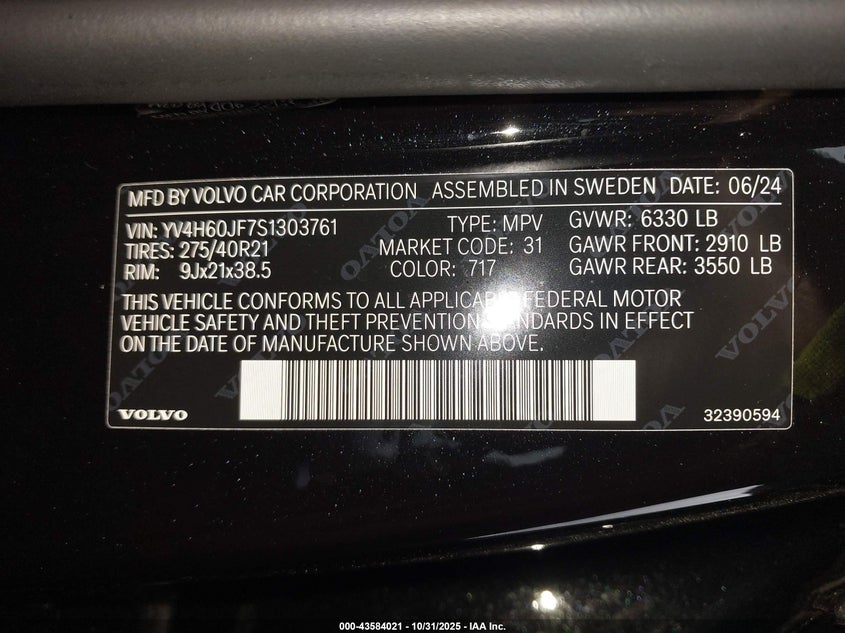 MFD BY VOLVO CAR CORPORATION ASSEMBLED IN SWEDEN DATE: 06/24
VIN: YV4H60JF7S1303761 TYPE: MPV GVWR: 6330 LB
TIRES: 275/40R21 MARKET CODE: 31 GAWR FRONT: 2910 LB
RIM: 9Jx21x38.5 COLOR: 717 GAWR REAR: 3550 LB
THIS VEHICLE CONFORMS TO ALL FEDERAL MOTOR
VEHICLE SAFETY AND THEFT PREVENTION IN EFFECT
ON THE DATE OF MANUFACTURE SHOWN ABOVE.
VOLVO 32390594
000-43584021 - 10/31/2025 - IAA Inc.